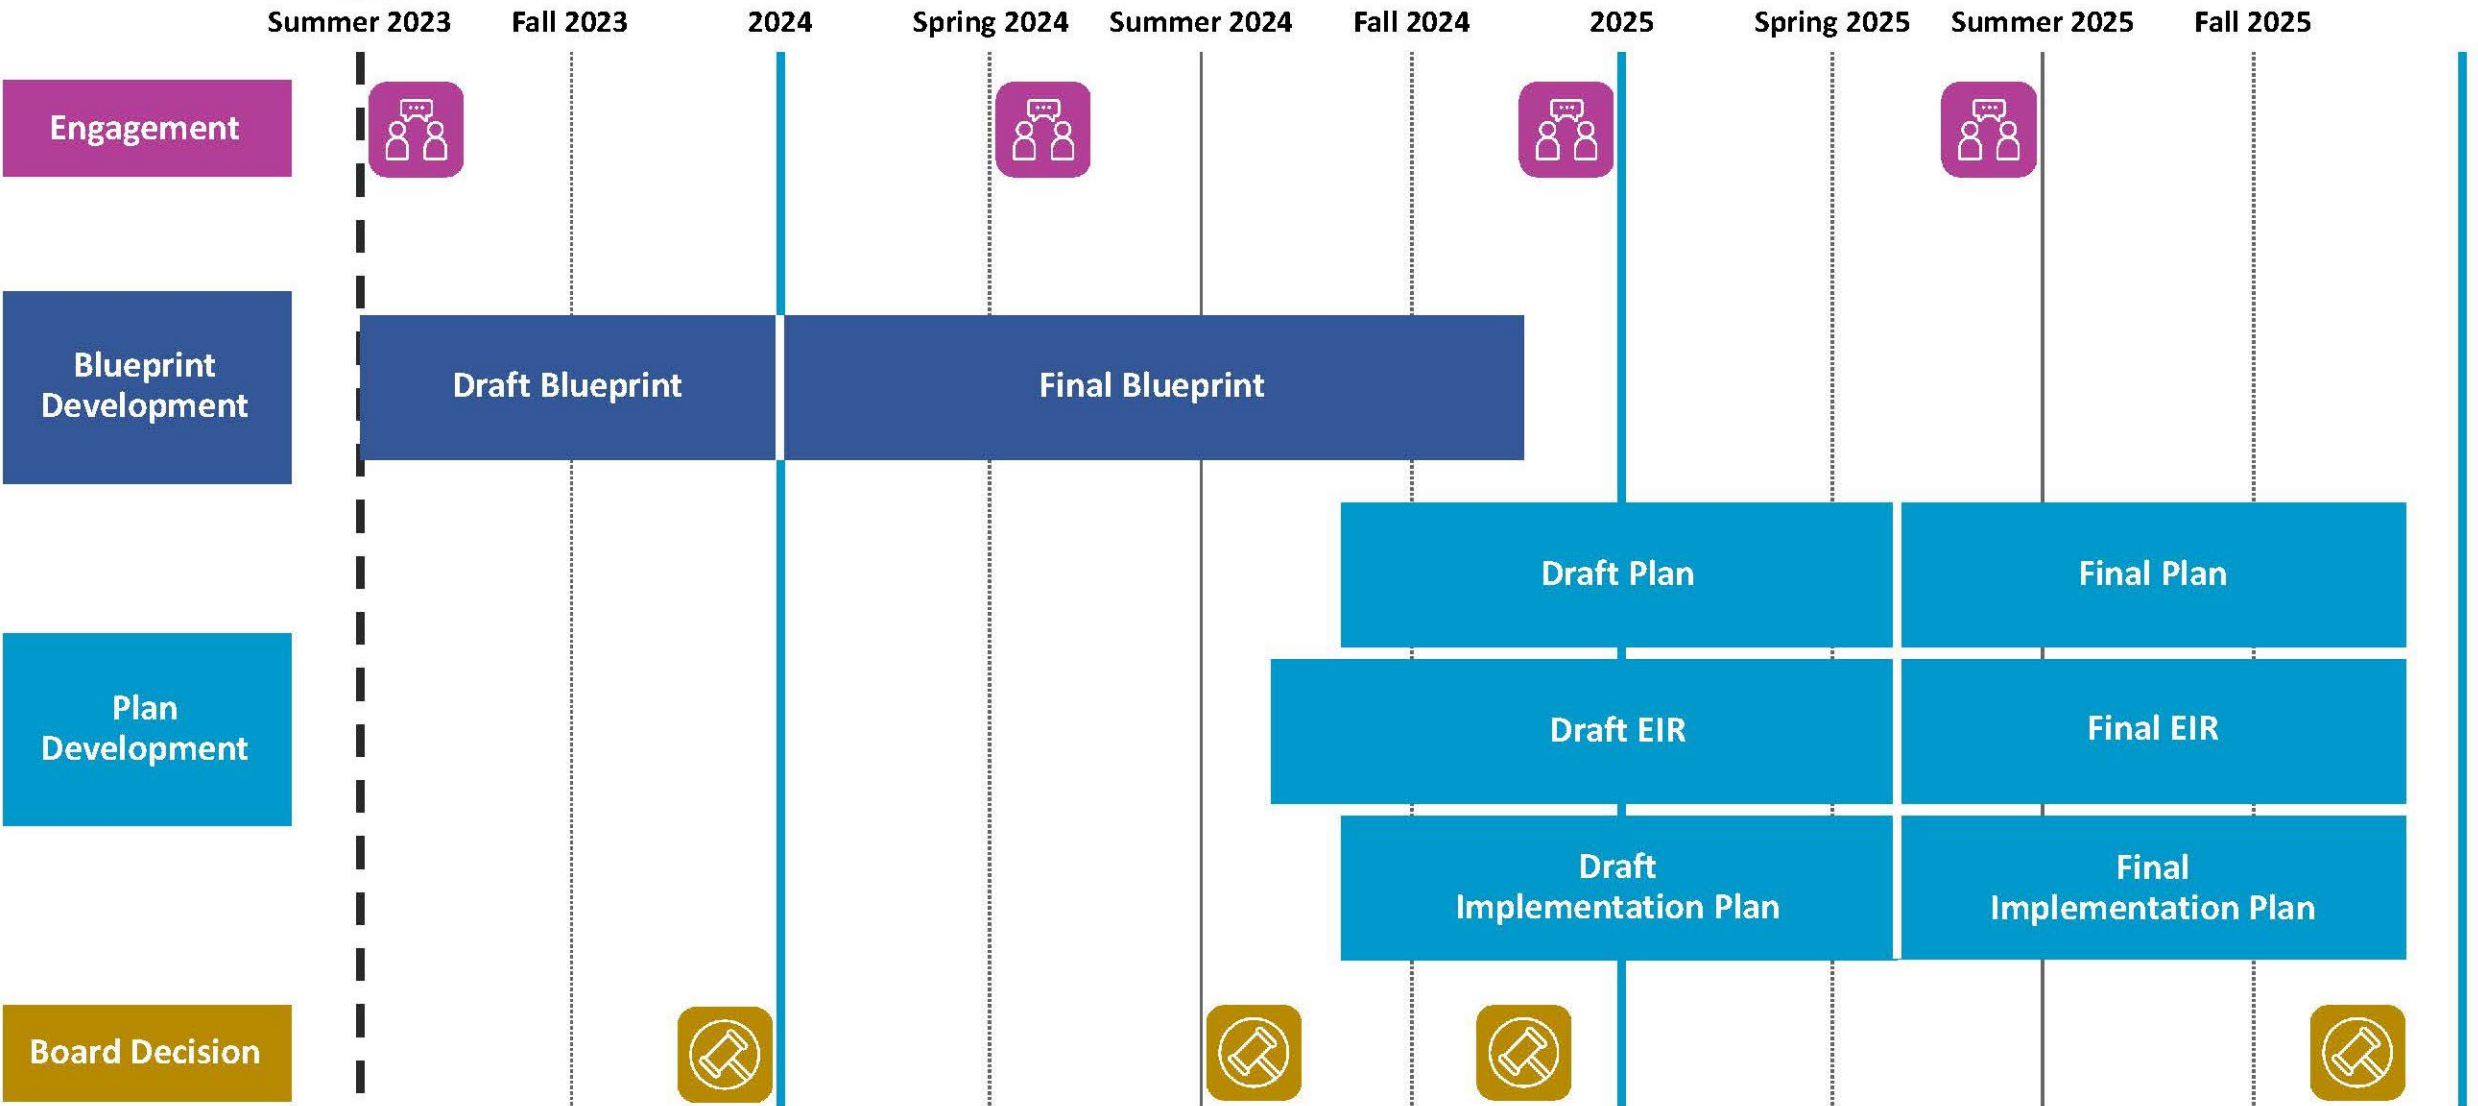 Summer 2023 Fall 2023 2024 Spring 2024 Summer 2024 Fall 2024 2025 Spring 2025 Summer 2025 Fall 2025
Engagement
Blueprint
Development
Draft Blueprint
Final Blueprint
Plan
Development
Draft Plan
Final Plan
Draft EIR
Final EIR
Draft
Implementation Plan
Final
Implementation Plan
Board Decision